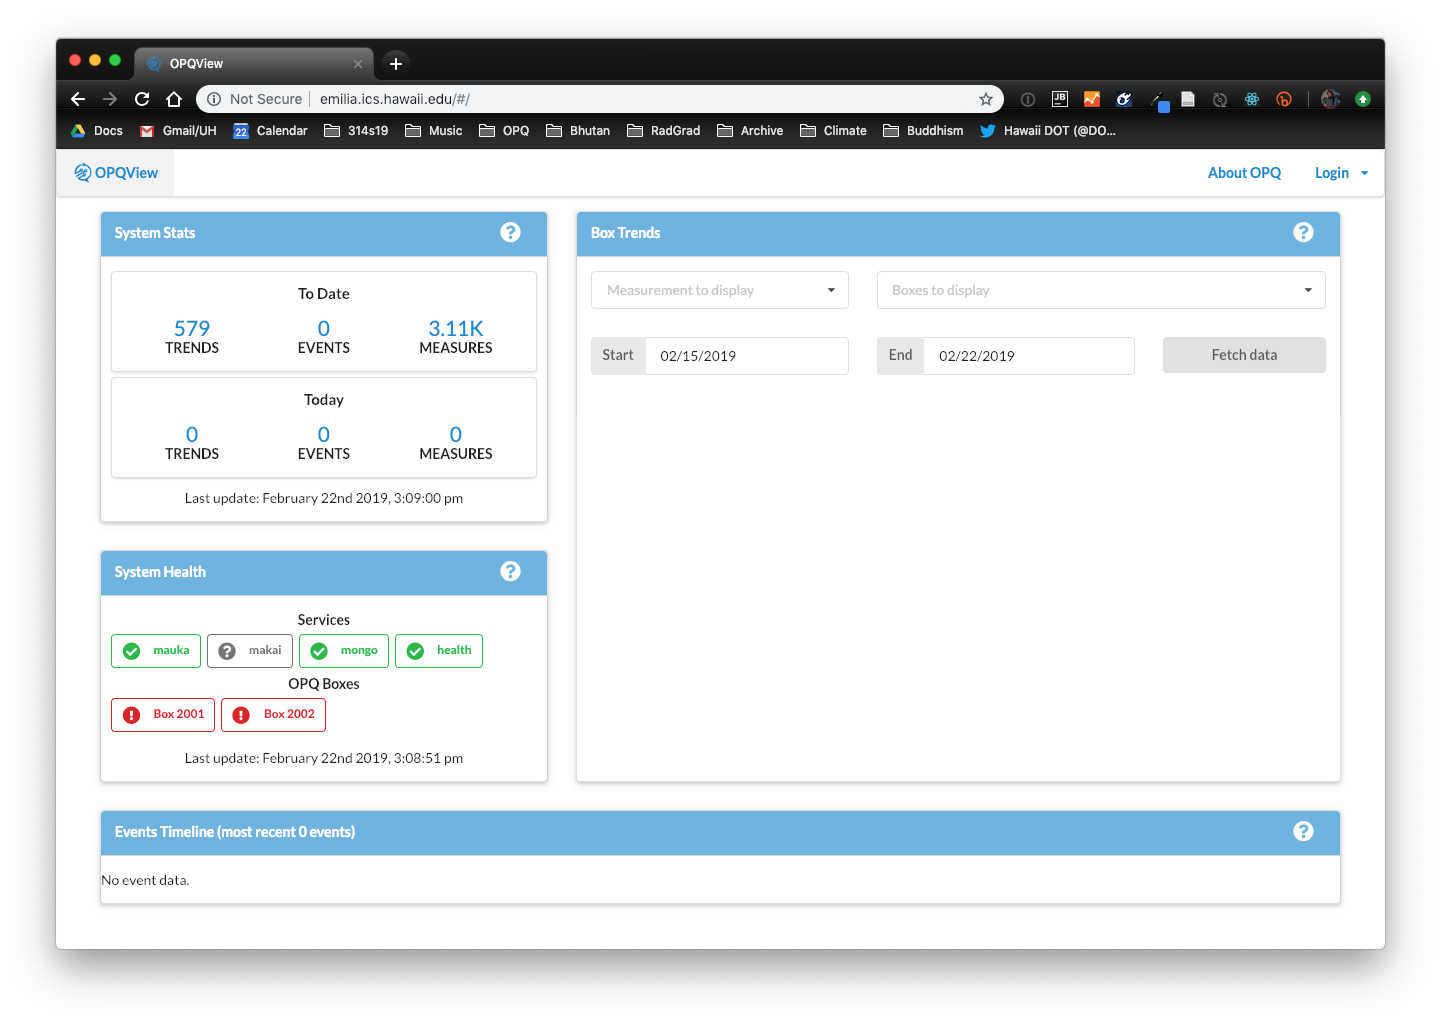 OPQView
Not Secure emilia.ics.hawaii.edu/#/
JB
Docs Gmail/UH 22 Calendar 314s19 Music OPQ Bhutan RadGrad Archive Climate Buddhism Hawaii DOT (@DO...
OPQView About OPQ Login
System Stats
To Date
579 0 3.11K
TRENDS EVENTS MEASURES
Today
0 0 0
TRENDS EVENTS MEASURES
Last update: February 22nd 2019, 3:09:00 pm
System Health
Services
mauka makai mongo health
OPQ Boxes
Box 2001 Box 2002
Last update: February 22nd 2019, 3:08:51 pm
Box Trends
Measurement to display Boxes to display
Start 02/15/2019 End 02/22/2019 Fetch data
Events Timeline (most recent 0 events)
No event data.